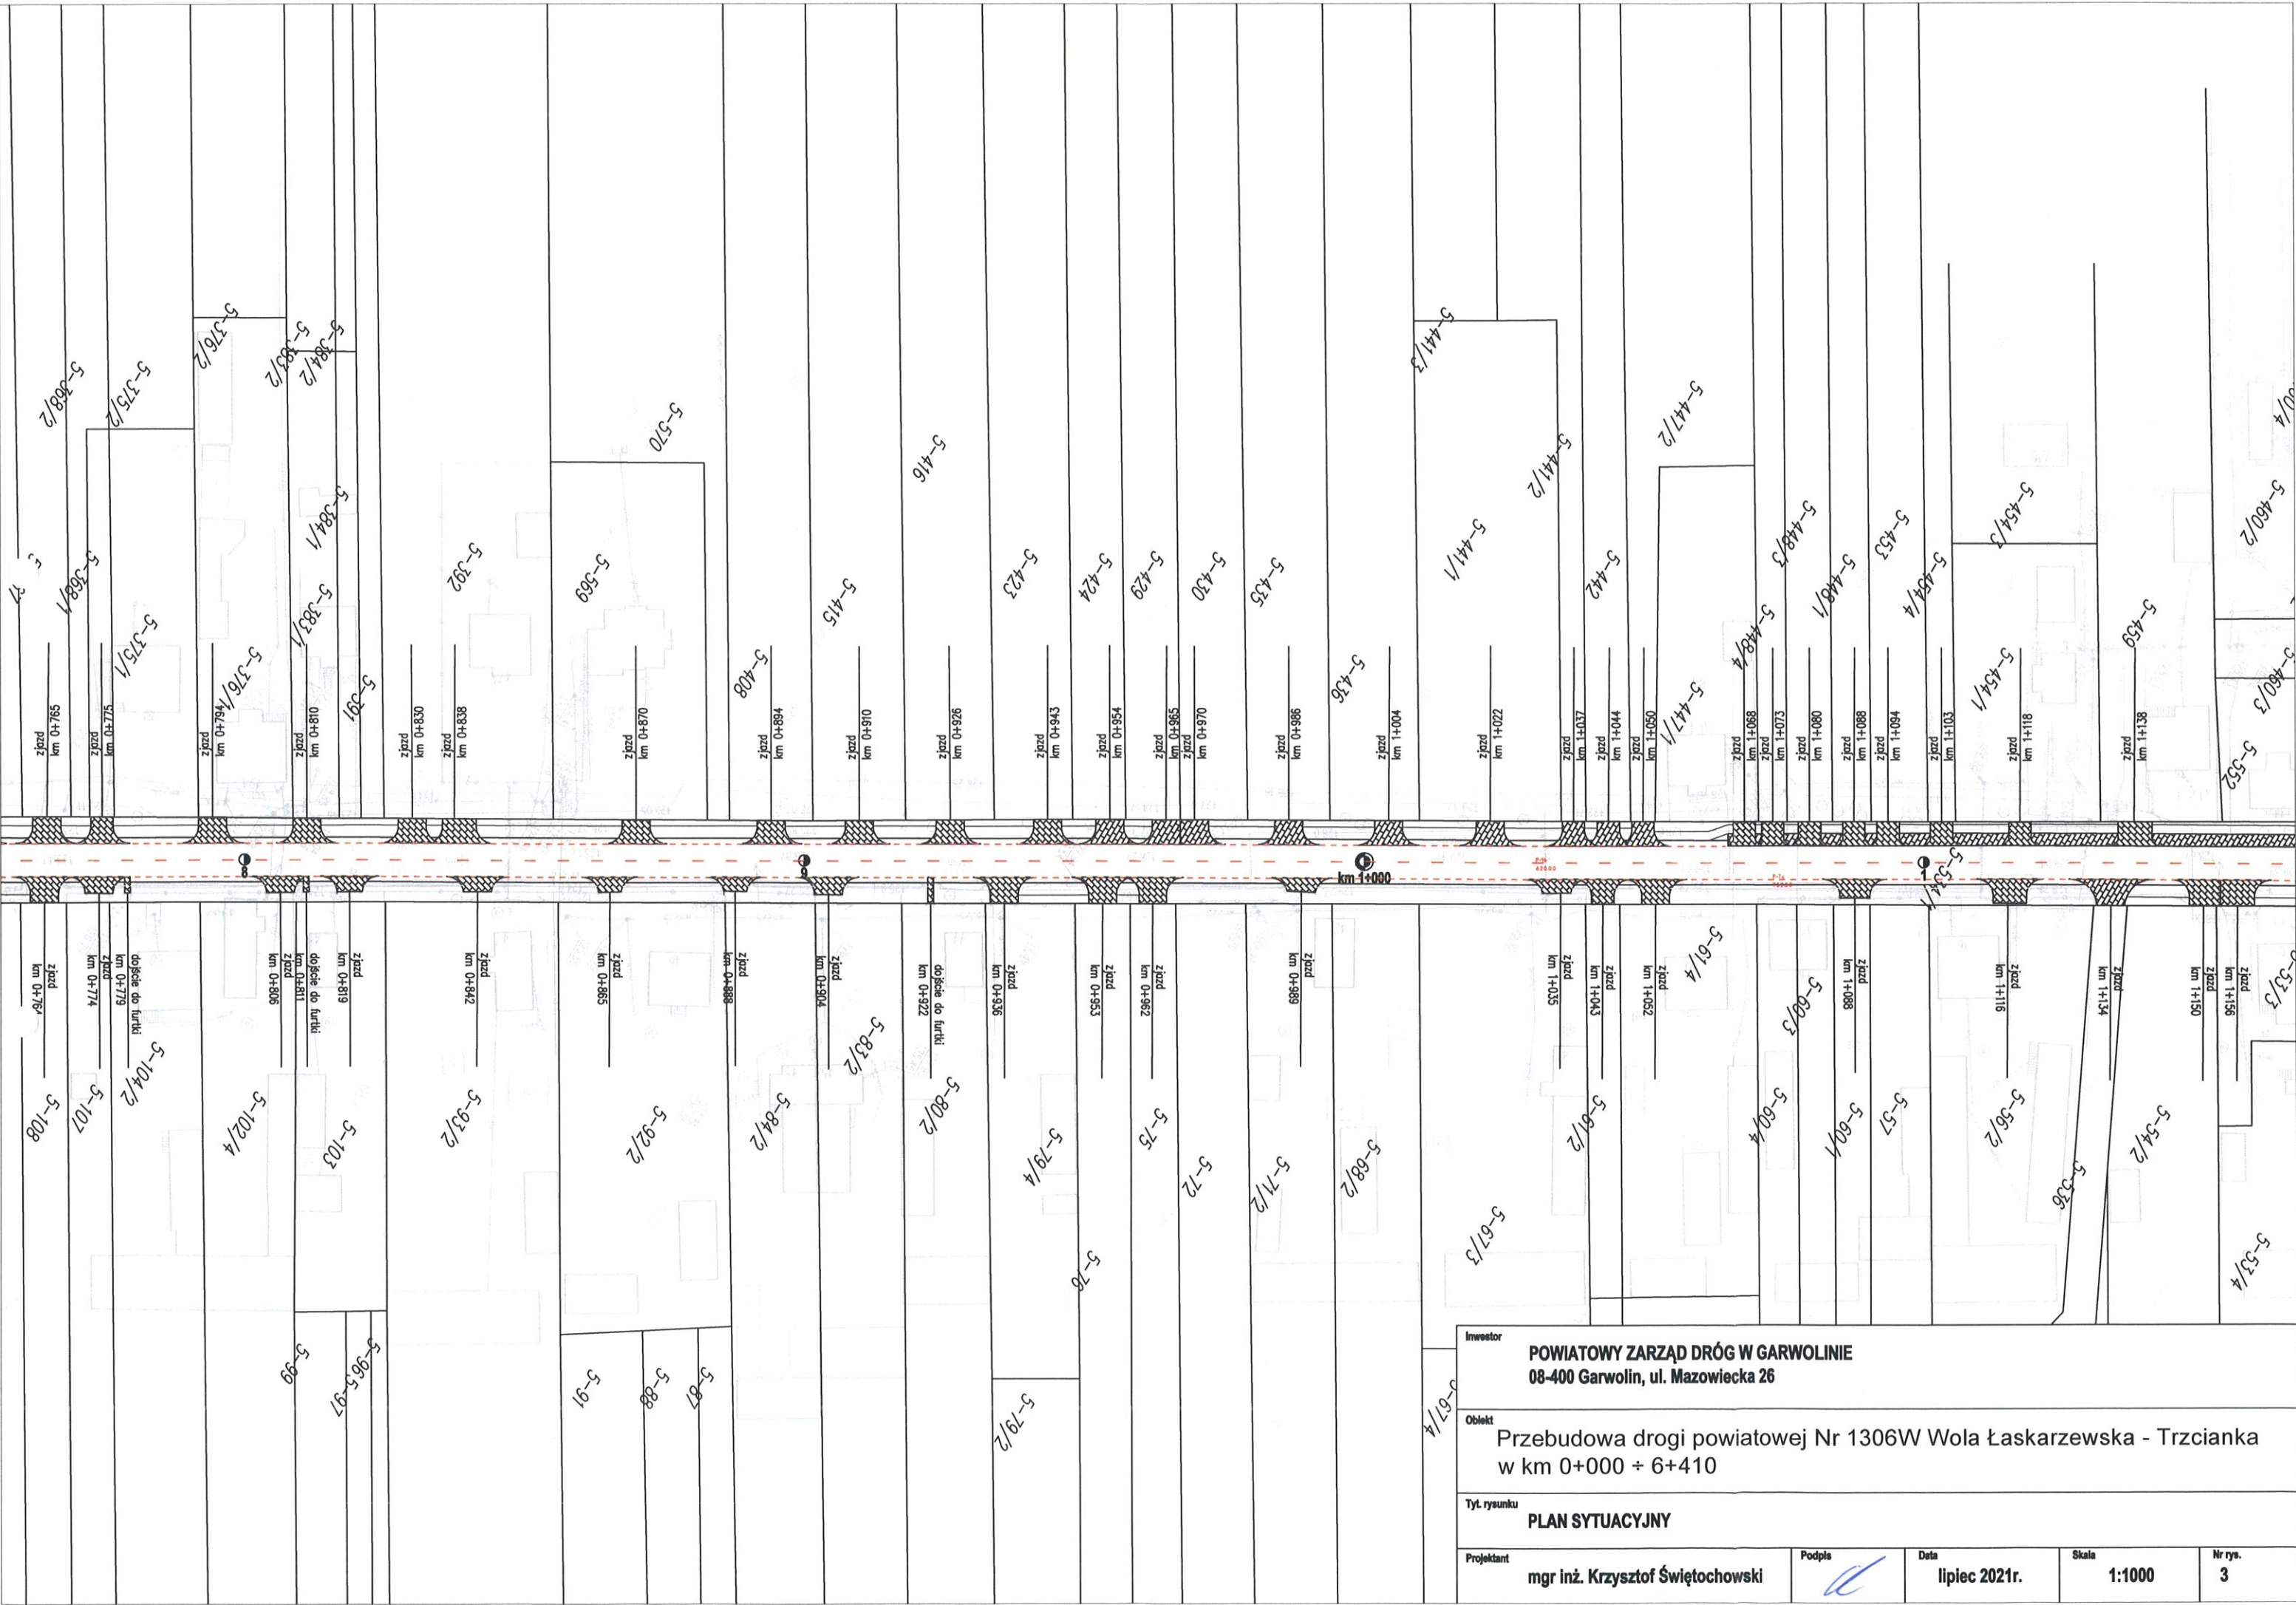 5-376/2
5-383/2
5-384/2
5-368/2
5-375/2
5-441/3
5-570
5-416
5-447/2
5-441/2
5-384/1
5-448/3
5-453
5-454/3
5-460/2
5-392
5-569
5-423
5-424
5-429
5-430
5-435
5-441/1
5-442
5-448/1
5-454/4
5-368/1
5-383/1
5-415
5-448/4
5-459
5-375/1
5-376/1
5-391
5-408
5-436
5-447/1
5-454/1
5-460/3
5-552
zjazd
km 0+765
zjazd
km 0+775
zjazd
km 0+794
zjazd
km 0+810
zjazd
km 0+830
zjazd
km 0+838
zjazd
km 0+870
zjazd
km 0+894
zjazd
km 0+910
zjazd
km 0+926
zjazd
km 0+943
zjazd
km 0+954
zjazd
km 0+965
zjazd
km 0+970
zjazd
km 0+986
zjazd
km 1+004
zjazd
km 1+022
zjazd
km 1+037
zjazd
km 1+044
zjazd
km 1+050
zjazd
km 1+068
zjazd
km 1+073
zjazd
km 1+080
zjazd
km 1+088
zjazd
km 1+094
zjazd
km 1+103
zjazd
km 1+118
zjazd
km 1+138
8
9
km 1+000
1
5-534/1
zjazd
zjazd
km 0+774
dojście do furtki
km 0+779
zjazd
km 0+806
dojście do furtki
km 0+811
zjazd
km 0+819
zjazd
km 0+842
zjazd
km 0+865
zjazd
km 0+888
zjazd
km 0+904
dojście do furtki
km 0+922
zjazd
km 0+936
zjazd
km 0+953
zjazd
km 0+962
zjazd
km 0+989
zjazd
km 1+035
zjazd
km 1+043
zjazd
km 1+052
zjazd
km 1+088
zjazd
km 1+116
zjazd
km 1+134
zjazd
km 1+150
zjazd
km 1+156
5-61/4
5-60/3
5-53/3
5-83/2
5-108
5-107
5-104/2
5-102/4
5-103
5-93/2
5-92/2
5-84/2
5-80/2
5-79/4
5-75
5-72
5-71/2
5-68/2
5-61/2
5-60/4
5-60/1
5-57
5-56/2
5-536
5-54/2
5-67/3
5-76
5-53/4
5-99
5-96
5-97
5-91
5-88
5-87
5-79/2
5-67/4
Inwestor
POWIATOWY ZARZĄD DRÓG W GARWOLINIE
08-400 Garwolin, ul. Mazowiecka 26
Obiekt
Przebudowa drogi powiatowej Nr 1306W Wola Łaskarzewska - Trzcianka
w km 0+000 ÷ 6+410
Tyt. rysunku
PLAN SYTUACYJNY
Projektant
mgr inż. Krzysztof Świętochowski
Podpis
Data
lipiec 2021r.
Skala
1:1000
Nr rys.
3